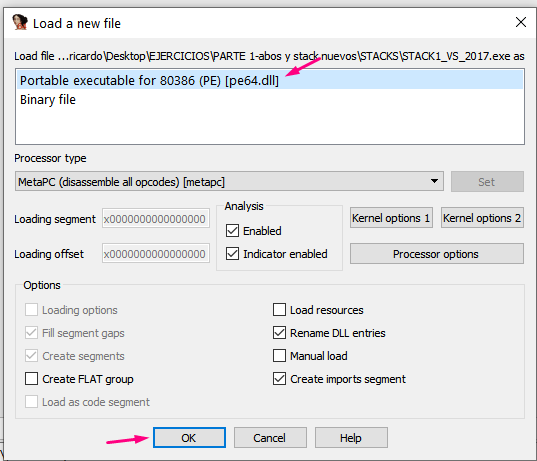 Load a new file
Load file ...ricardo\Desktop\EJERCICIOS\PARTE 1-abos y stack nuevos\STACKS\STACK1_VS_2017.exe as
Portable executable for 80386 (PE) [pe64.dll]
Binary file
Processor type
MetaPC (disassemble all opcodes) [metapc]
Set
Loading segment x0000000000000000
Loading offset x0000000000000000
Analysis
Enabled
Indicator enabled
Kernel options 1 Kernel options 2
Processor options
Options
Loading options
Fill segment gaps
Create segments
Create FLAT group
Load as code segment
Load resources
Rename DLL entries
Manual load
Create imports segment
OK Cancel Help